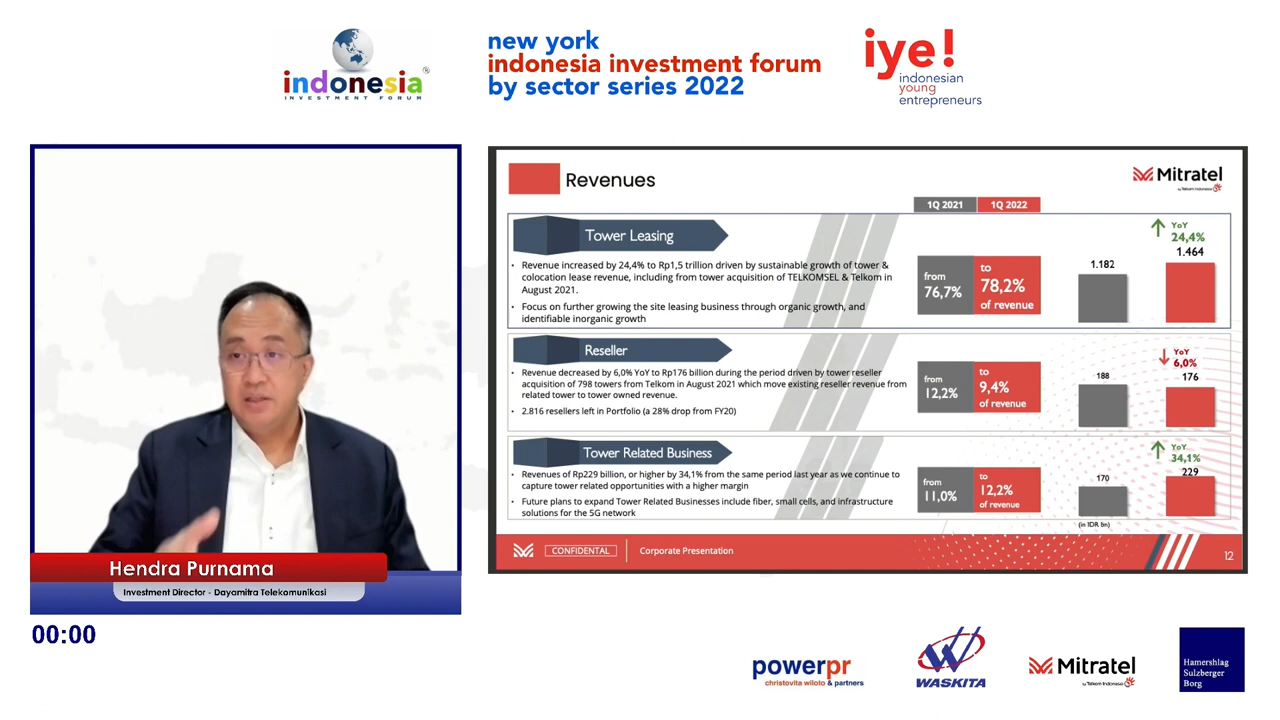 indonesia®
INVESTMENT FORUM
new york
indonesia investment forum
by sector series 2022
iye!
indonesian
young
entrepreneurs
Revenues
Mitratel
by Telkom Indonesia
1Q 2021
1Q 2022
Tower Leasing
• Revenue increased by 24,4% to Rp1,5 trillion driven by sustainable growth of tower &
colocation lease revenue, including from tower acquisition of TELKOMSEL & Telkom in
August 2021.
• Focus on further growing the site leasing business through organic growth, and
identifiable inorganic growth
from
76,7%
to
78,2%
of revenue
1.182
YoY
24,4%
1.464
Reseller
• Revenue decreased by 6,0% YoY to Rp176 billion during the period driven by tower reseller
acquisition of 798 towers from Telkom in August 2021 which move existing reseller revenue from
related tower to tower owned revenue.
• 2.816 resellers left in Portfolio (a 28% drop from FY20)
from
12,2%
to
9,4%
of revenue
188
YoY
6,0%
176
Tower Related Business
• Revenues of Rp229 billion, or higher by 34,1% from the same period last year as we continue to
capture tower related opportunities with a higher margin
• Future plans to expand Tower Related Businesses include fiber, small cells, and infrastructure
solutions for the 5G network
from
11,0%
to
12,2%
of revenue
170
YoY
34,1%
229
(in IDR bn)
CONFIDENTAL
Corporate Presentation
12
Hendra Purnama
Investment Director - Dayamitra Telekomunikasi
00:00
powerpr
christovita wiloto & partners
WASKITA
Mitratel
by Telkom Indonesia
Hamershlag
Sulzberger
Borg